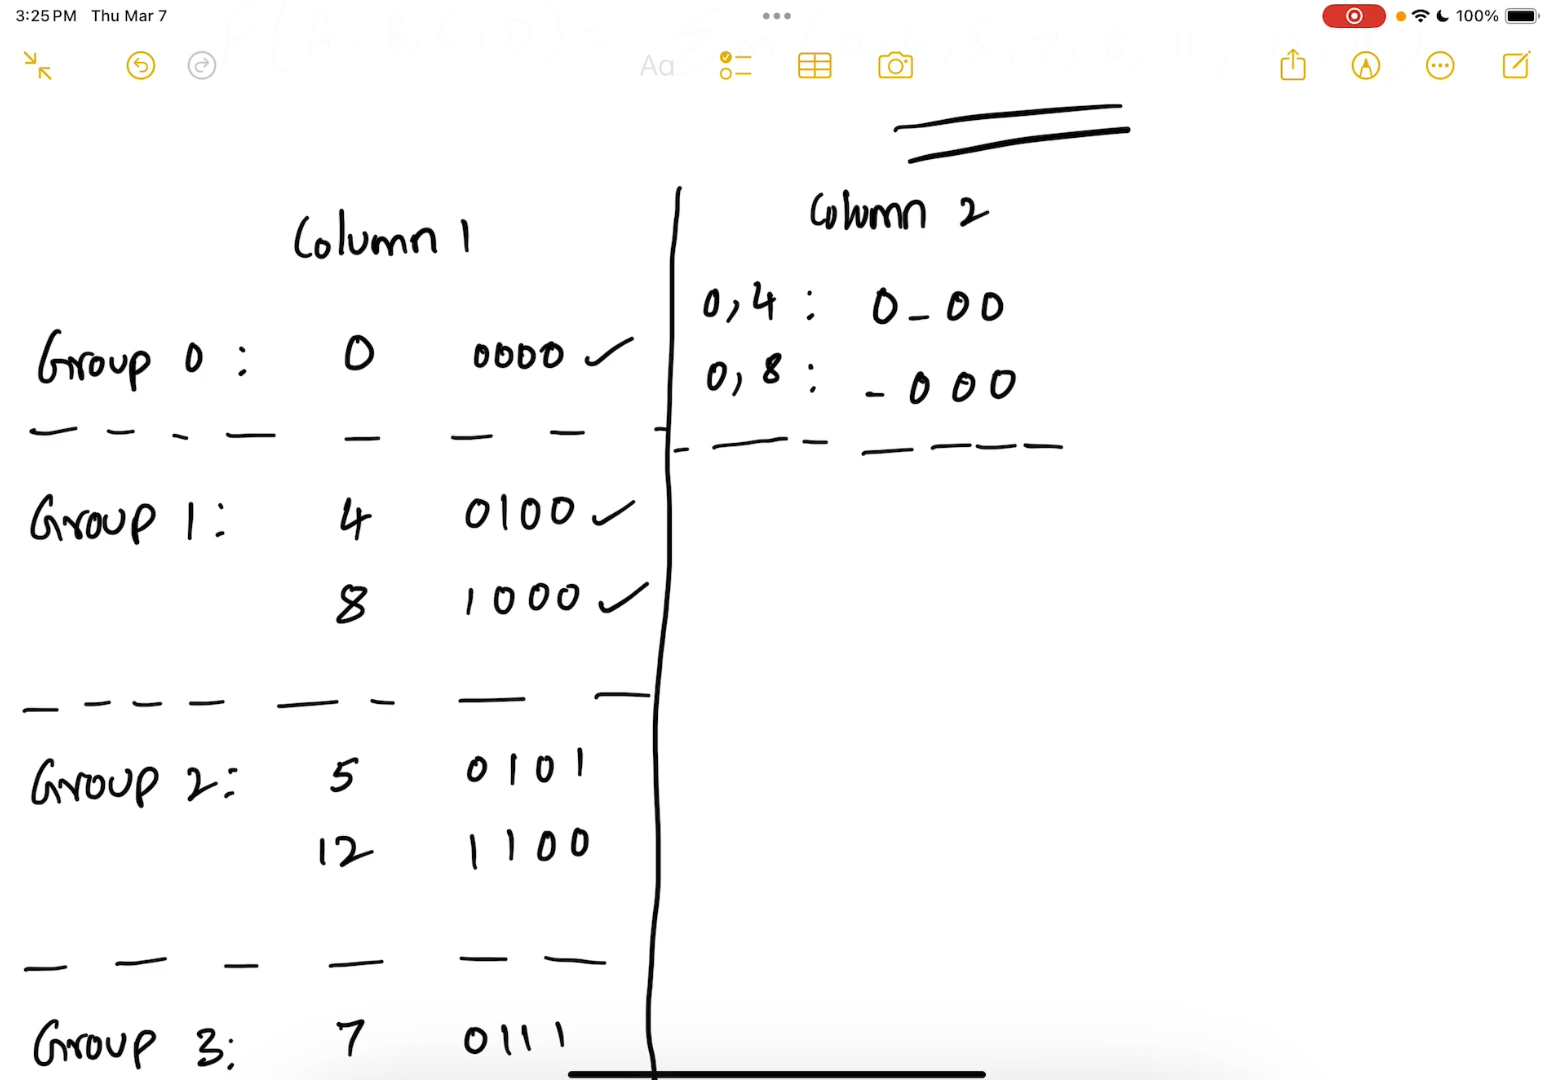 3:25 PM Thu Mar 7
100%
F(A, B, C, D) =
Aa
Column 1
Column 2
0,4 : 0_00
0,8 : -000
Group 0 : 0 0000 ✓
Group 1 : 4 0100 ✓
8 1000 ✓
Group 2 : 5 0101
12 1100
Group 3 : 7 0111